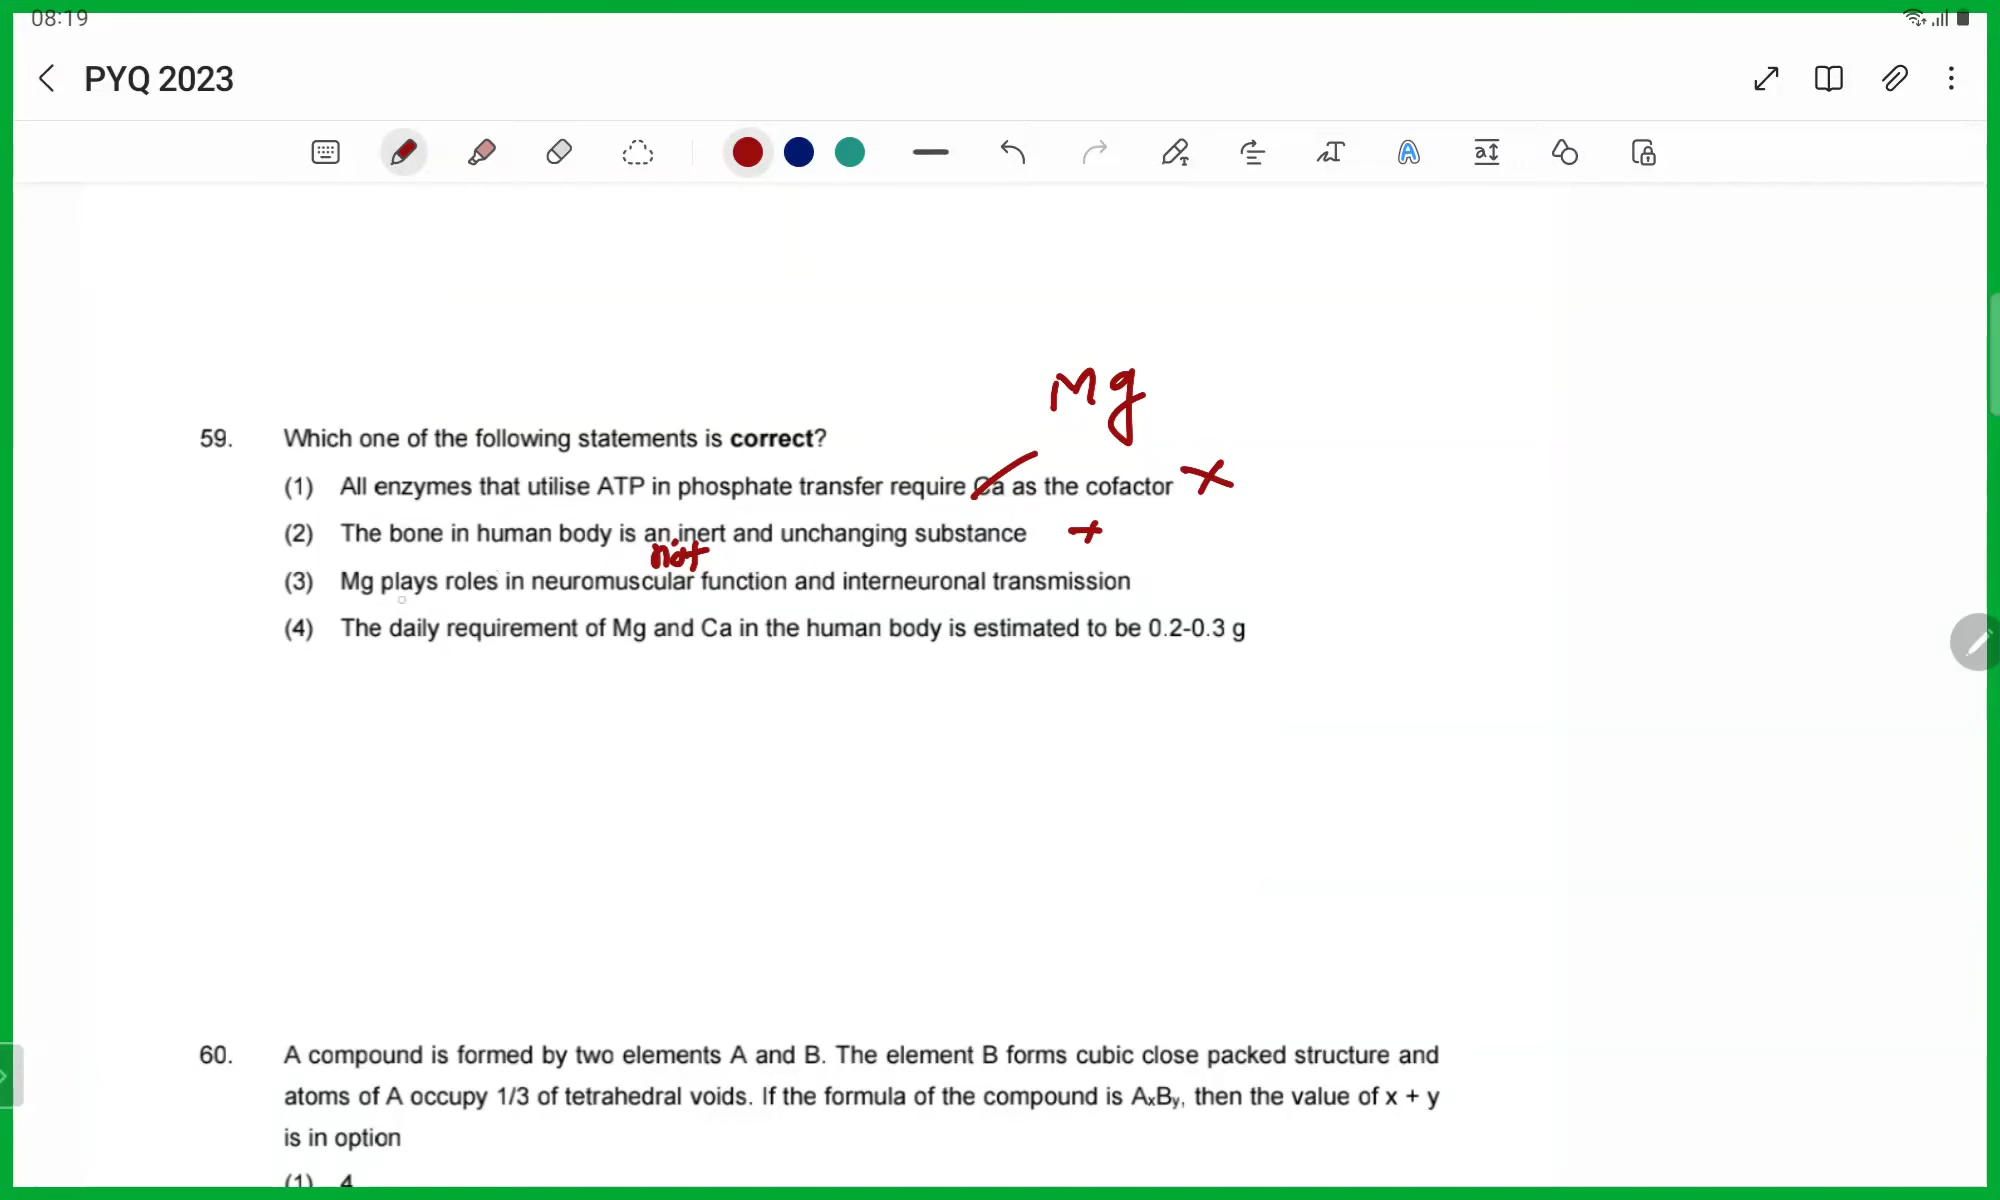 08:19
PYQ 2023
Mg
59. Which one of the following statements is correct?
(1) All enzymes that utilise ATP in phosphate transfer require Ca as the cofactor ×
(2) The bone in human body is an inert and unchanging substance ×
not
(3) Mg plays roles in neuromuscular function and interneuronal transmission
(4) The daily requirement of Mg and Ca in the human body is estimated to be 0.2-0.3 g
60. A compound is formed by two elements A and B. The element B forms cubic close packed structure and
atoms of A occupy 1/3 of tetrahedral voids. If the formula of the compound is AₓBᵧ, then the value of x + y
is in option
(1) 4